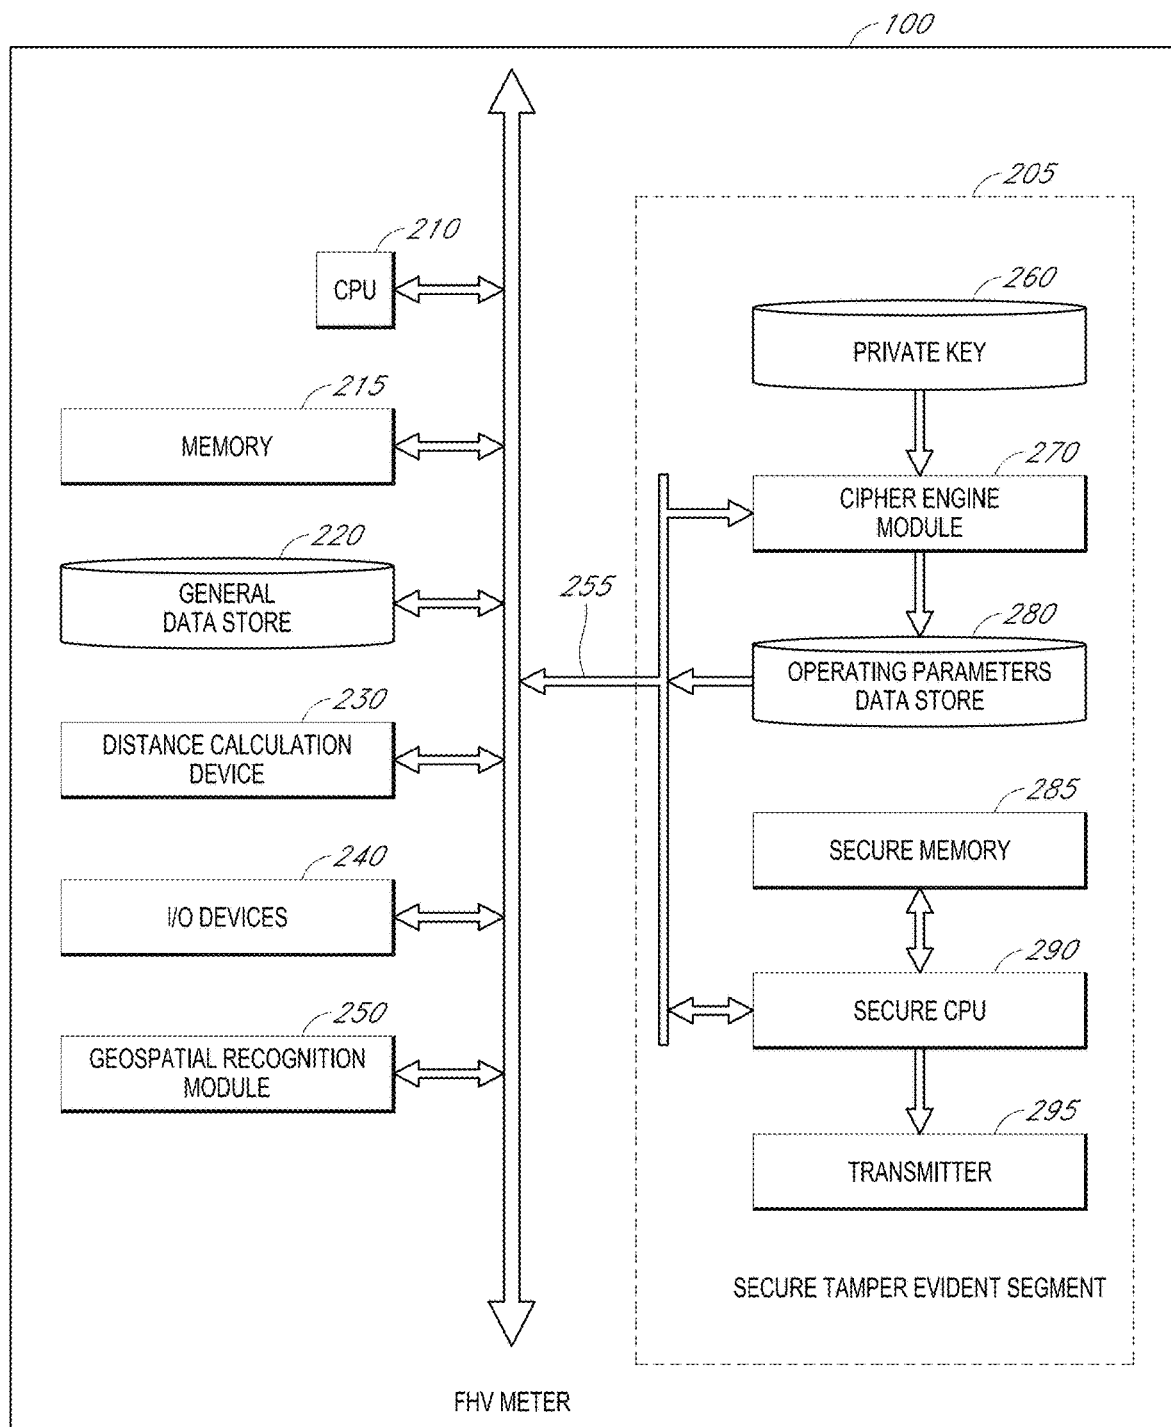 100
205
210
CPU
260
PRIVATE KEY
215
MEMORY
270
CIPHER ENGINE
MODULE
220
GENERAL
DATA STORE
255
280
OPERATING PARAMETERS
DATA STORE
230
DISTANCE CALCULATION
DEVICE
285
SECURE MEMORY
240
I/O DEVICES
290
SECURE CPU
250
GEOSPATIAL RECOGNITION
MODULE
295
TRANSMITTER
SECURE TAMPER EVIDENT SEGMENT
FHV METER